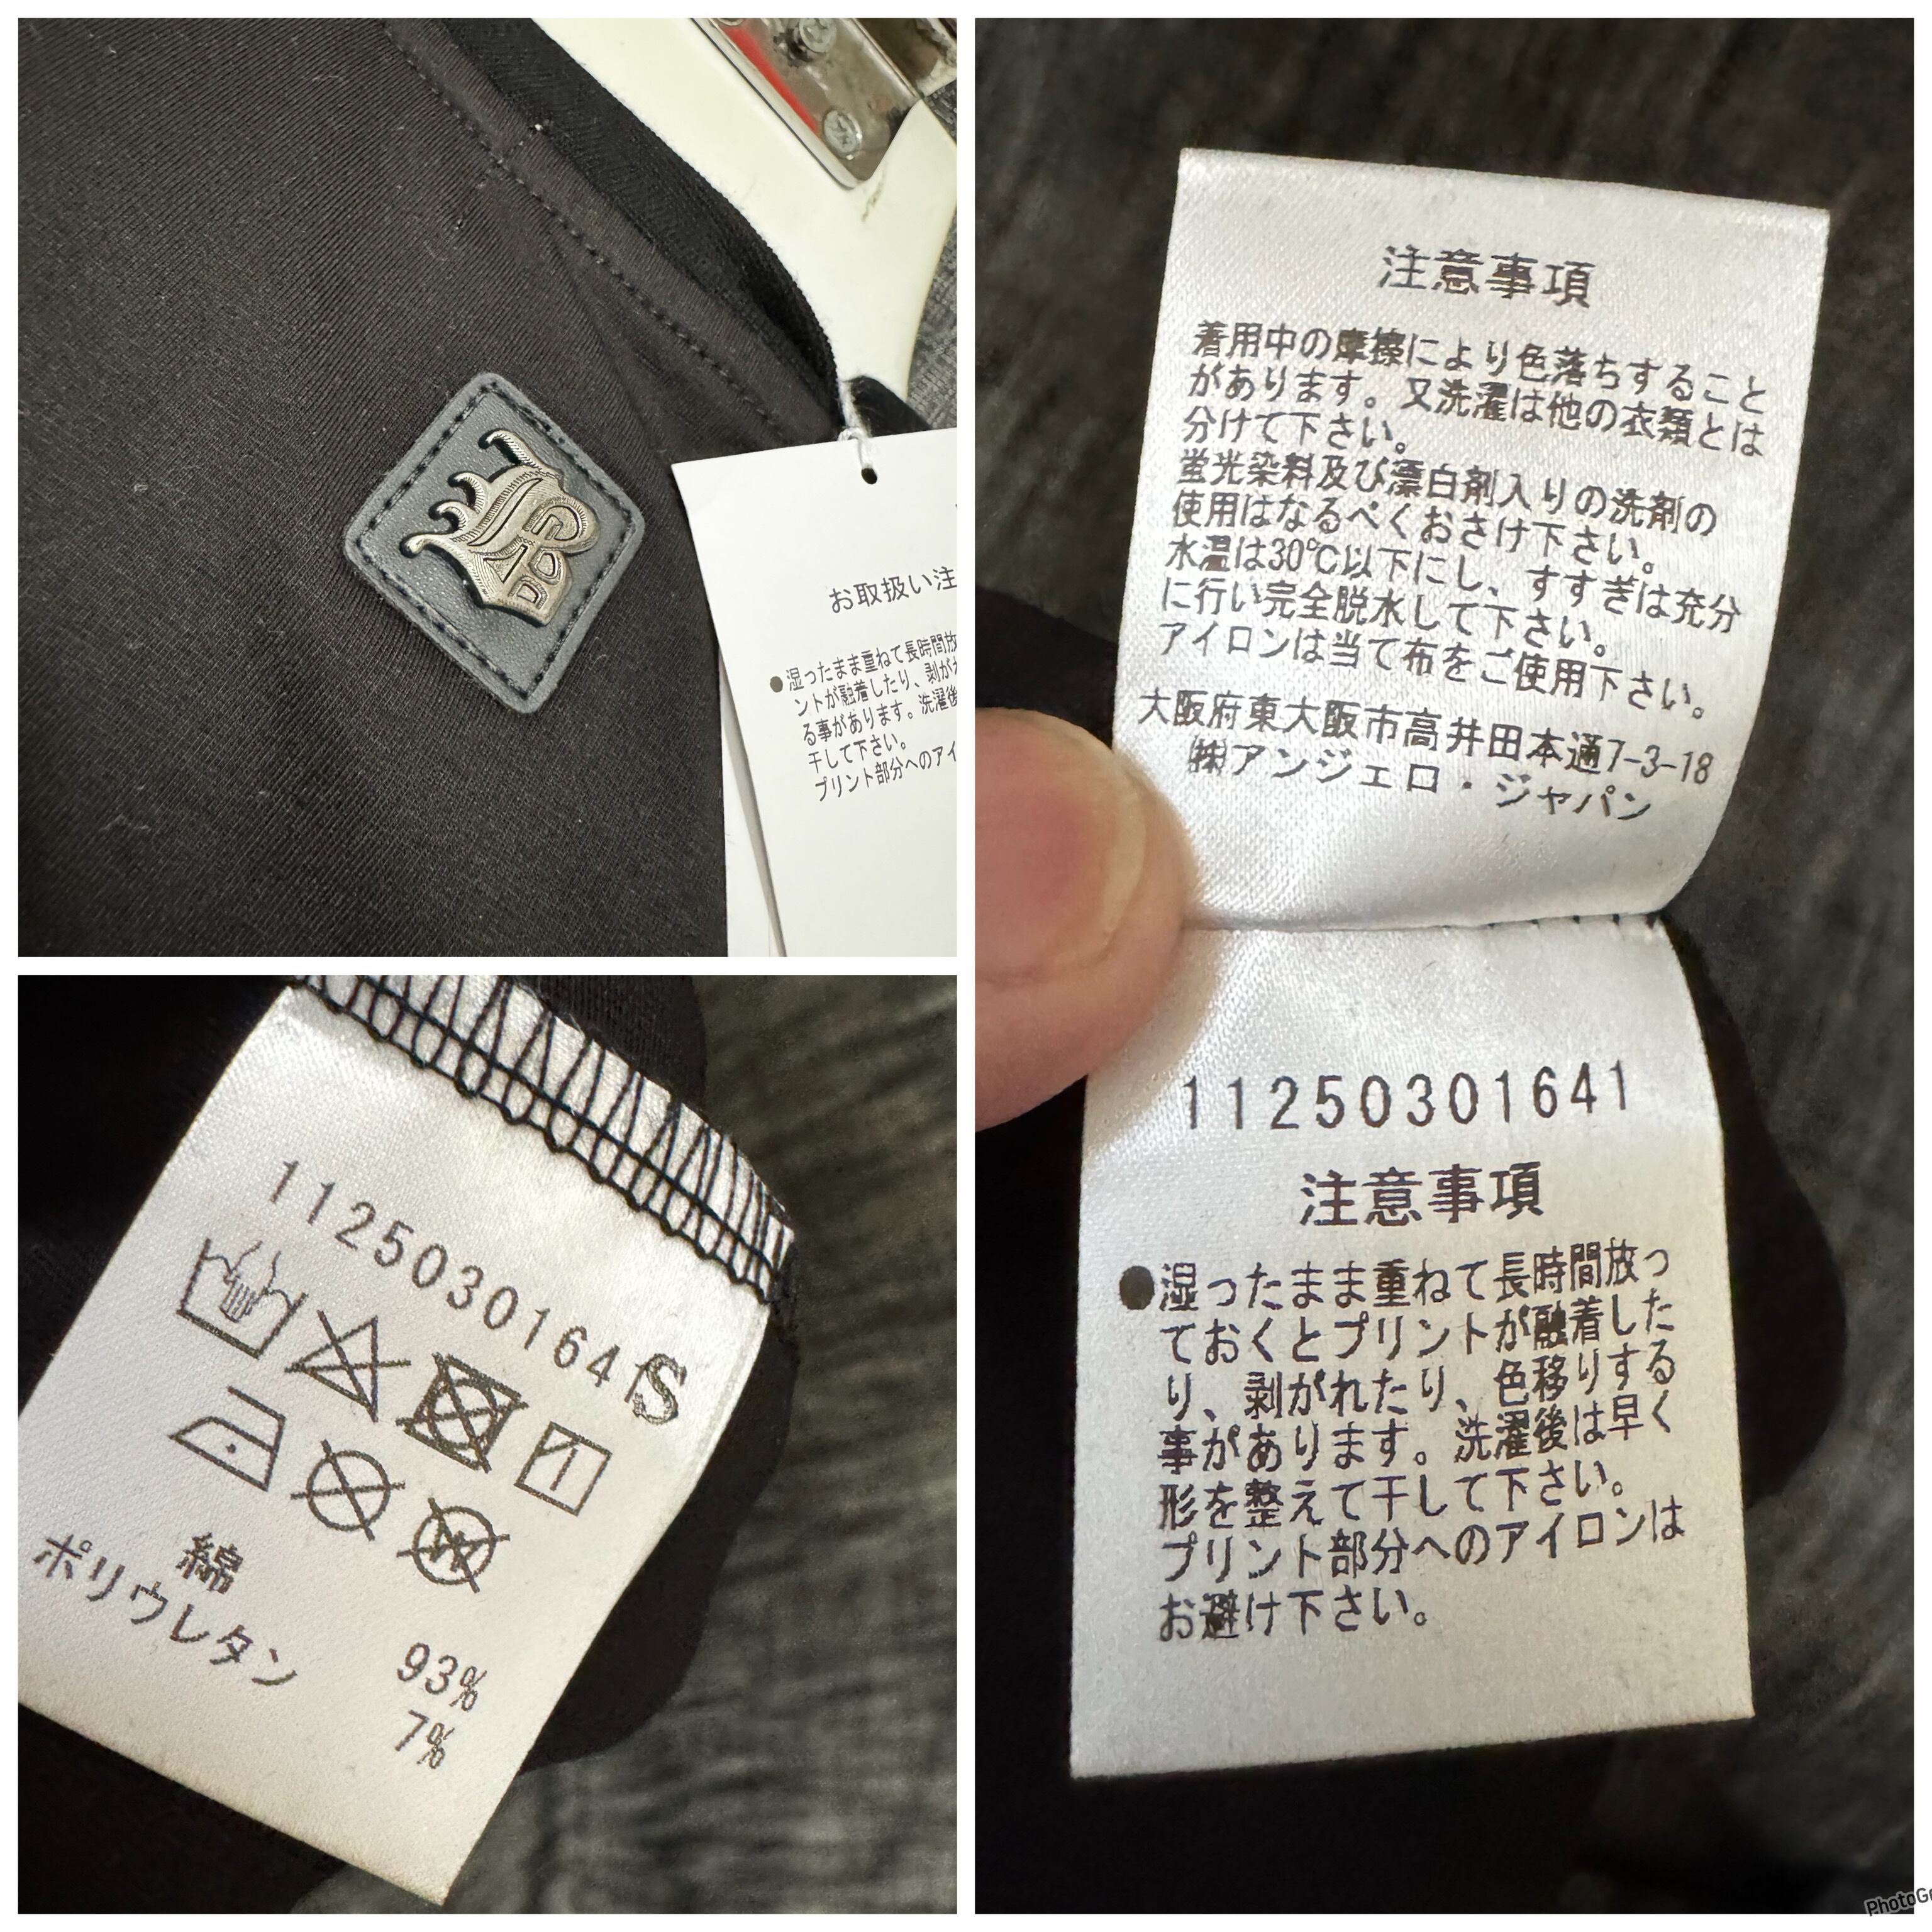 お取扱い注
●湿ったまま重ねて長時間放
ントが融着したり、剥がれ
る事があります。洗濯後
干して下さい。
プリント部分へのアイ
11250301641
S
綿 93%
ポリウレタン 7%
注意事項
着用中の摩擦により色落ちすること
があります。又洗濯は他の衣類とは
分けて下さい。
蛍光染料及び漂白剤入りの洗剤の
使用はなるべくおさけ下さい。
水温は30℃以下にし、すすぎは充分
に行い完全脱水して下さい。
アイロンは当て布をご使用下さい。
大阪府東大阪市高井田本通7-3-18
㈱アンジェロ・ジャパン
11250301641
注意事項
●湿ったまま重ねて長時間放っ
ておくとプリントが融着した
り、剥がれたり、色移りする
事があります。洗濯後は早く
形を整えて干して下さい。
プリント部分へのアイロンは
お避け下さい。